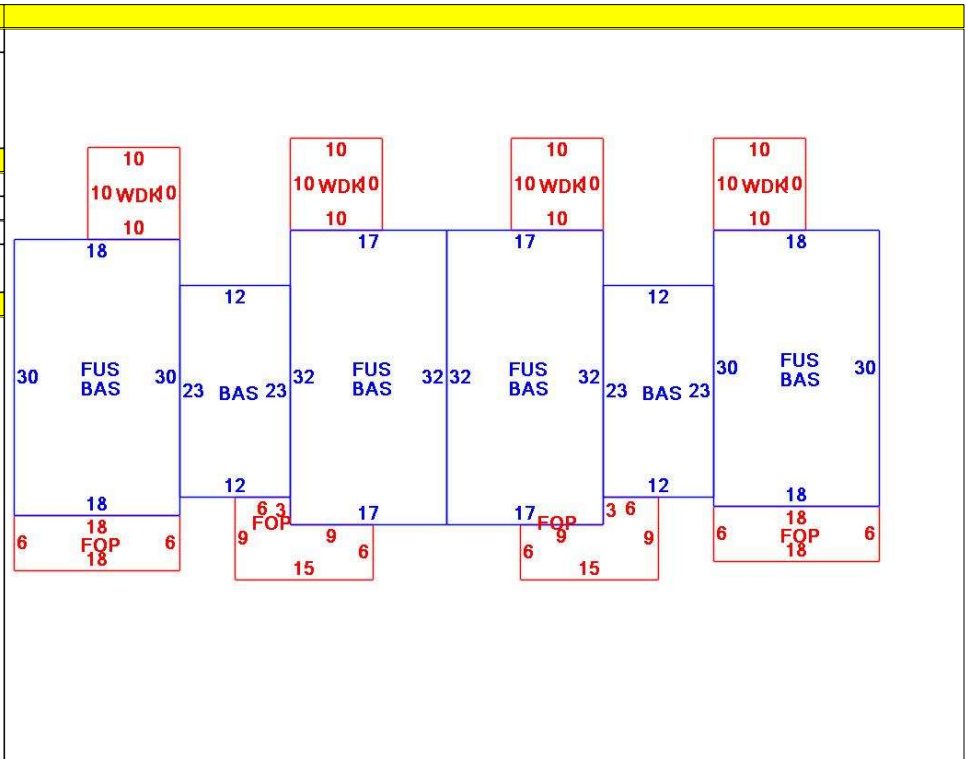 10 10 10
10 WDK 10 10 WDK 10 10 WDK 10 10 WDK 10
10 10 10 10
18 17 17 18
12 12
30 FUS 30 32 FUS 32 32 FUS 32 30 FUS 30
BAS BAS BAS BAS
23 BAS 23 23 BAS 23
12 12
18 17 17 18
6 3 3 6
18 FOP FOP 18
6 FOP 6 9 9 6 6 9 9 6 FOP 6
18 15 15 18